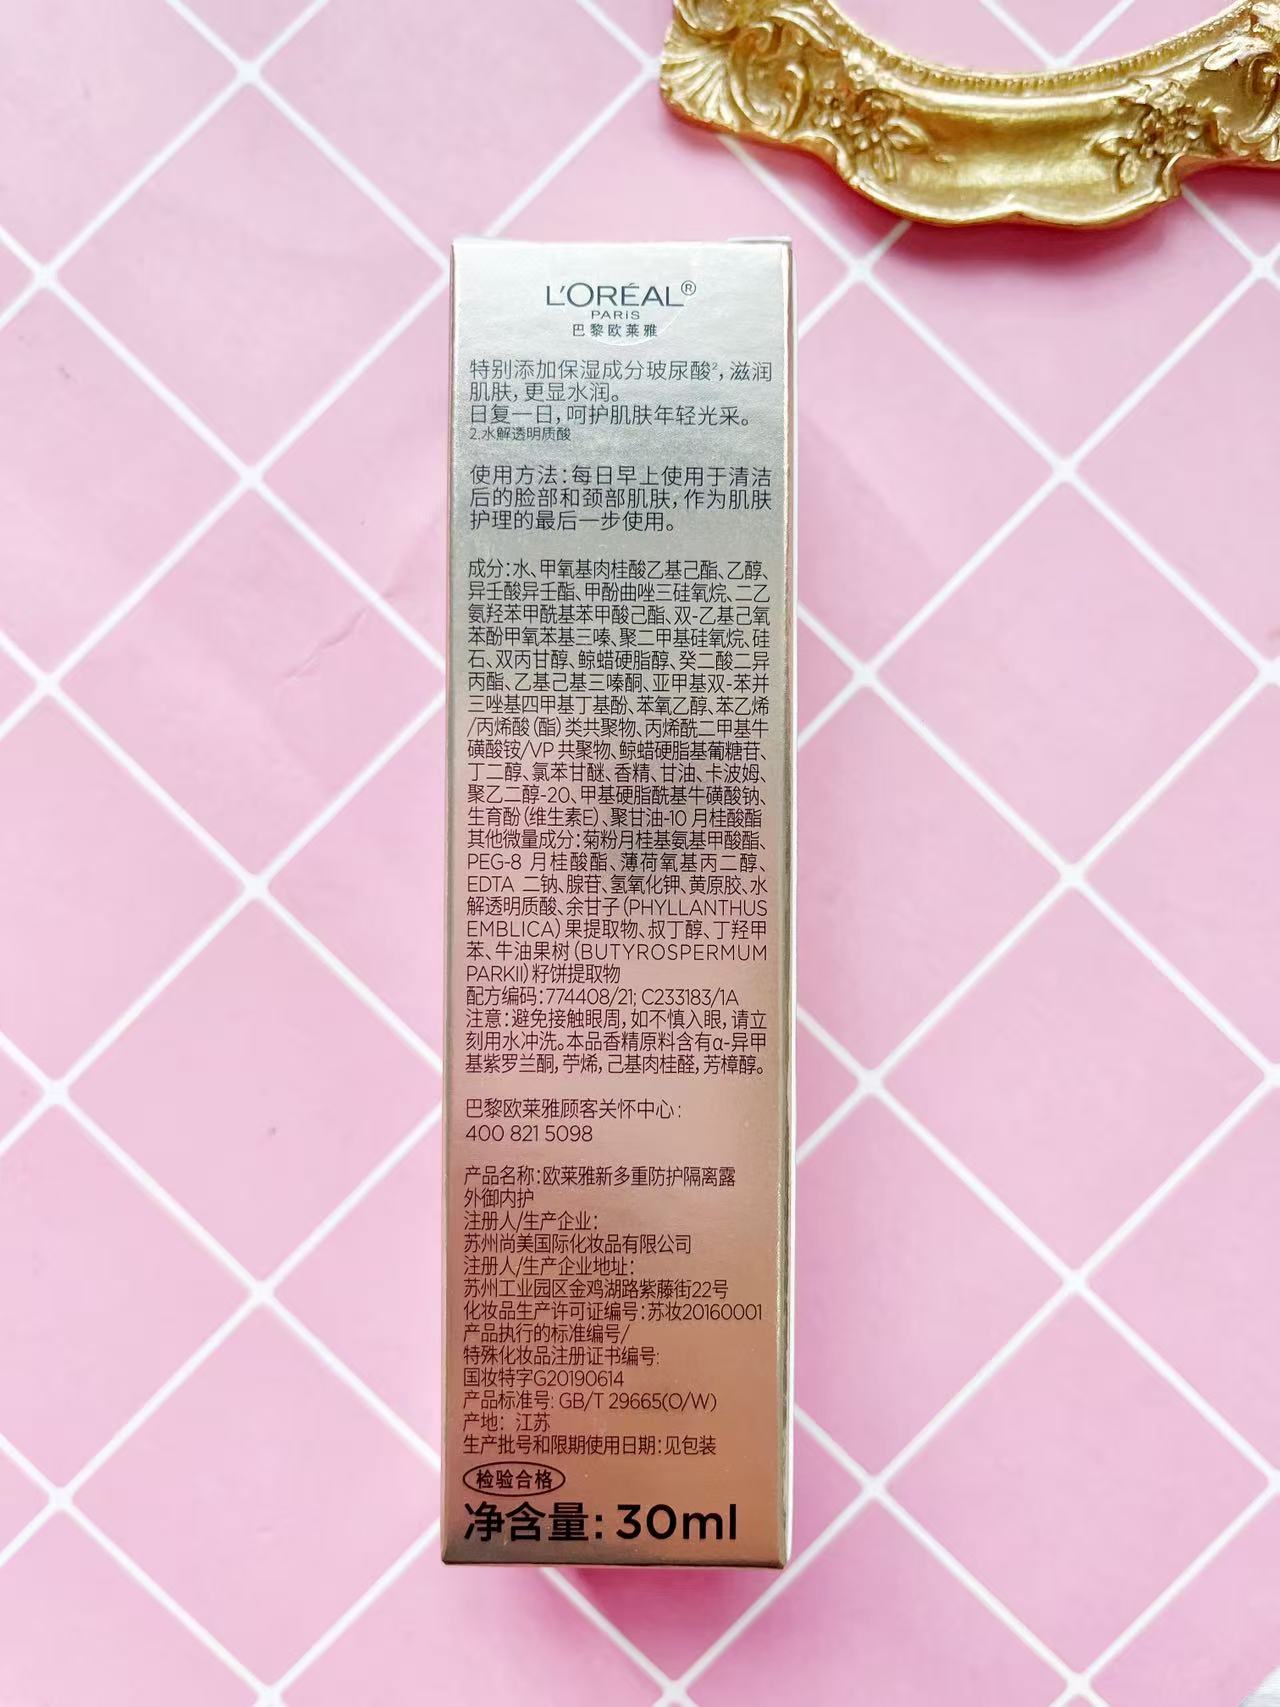 L'ORÉAL®
PARIS
巴黎欧莱雅
特别添加保湿成分玻尿酸²,滋润
肌肤,更显水润。
日复一日,呵护肌肤年轻光采。
2.水解透明质酸
使用方法:每日早上使用于清洁
后的脸部和颈部肌肤,作为肌肤
护理的最后一步使用。
成分:水、甲氧基肉桂酸乙基己酯、乙醇、
异壬酸异壬酯、甲酚曲唑三硅氧烷、二乙
氨羟苯甲酰基苯甲酸己酯、双-乙基己氧
苯酚甲氧苯基三嗪、聚二甲基硅氧烷、硅
石、双丙甘醇、鲸蜡硬脂醇、癸二酸二异
丙酯、乙基己基三嗪酮、亚甲基双-苯并
三唑基四甲基丁基酚、苯氧乙醇、苯乙烯
/丙烯酸(酯)类共聚物、丙烯酰二甲基牛
磺酸铵/VP 共聚物、鲸蜡硬脂基葡糖苷、
丁二醇、氯苯甘醚、香精、甘油、卡波姆、
聚乙二醇-20、甲基硬脂酰基牛磺酸钠、
生育酚(维生素E)、聚甘油-10 月桂酸酯
其他微量成分:菊粉月桂基氨基甲酸酯、
PEG-8 月桂酸酯、薄荷氧基丙二醇、
EDTA 二钠、腺苷、氢氧化钾、黄原胶、水
解透明质酸、余甘子(PHYLLANTHUS
EMBLICA)果提取物、叔丁醇、丁羟甲
苯、牛油果树(BUTYROSPERMUM
PARKII)籽饼提取物
配方编码:774408/21; C233183/1A
注意:避免接触眼周,如不慎入眼,请立
刻用水冲洗。本品香精原料含有α-异甲
基紫罗兰酮,苧烯,己基肉桂醛,芳樟醇。
巴黎欧莱雅顾客关怀中心:
400 821 5098
产品名称:欧莱雅新多重防护隔离露
外御内护
注册人/生产企业:
苏州尚美国际化妆品有限公司
注册人/生产企业地址:
苏州工业园区金鸡湖路紫藤街22号
化妆品生产许可证编号:苏妆20160001
产品执行的标准编号/
特殊化妆品注册证书编号:
国妆特字G20190614
产品标准号: GB/T 29665(O/W)
产地: 江苏
生产批号和限期使用日期:见包装
检验合格
净含量: 30ml